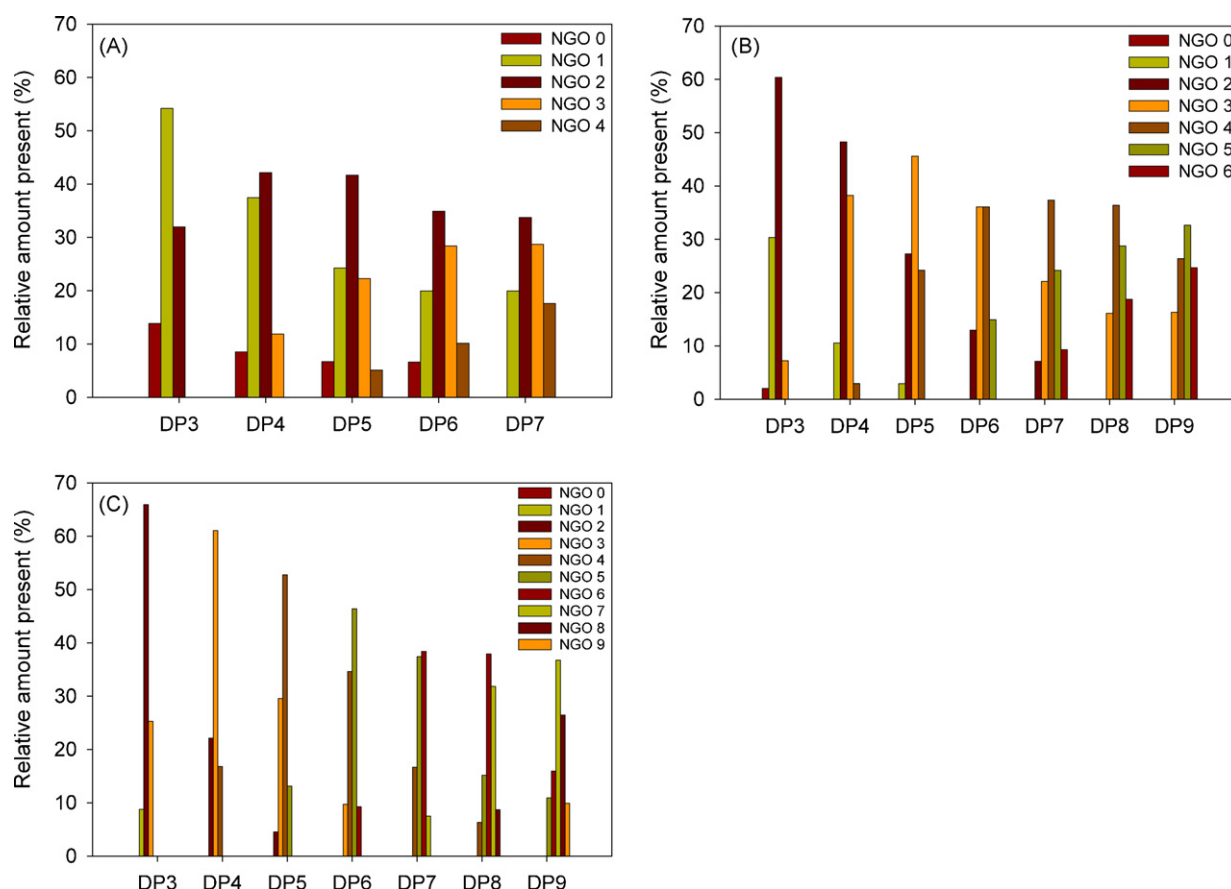 (A)
Relative amount present (%)
70
60
50
40
30
20
10
0
NGO 0
NGO 1
NGO 2
NGO 3
NGO 4
DP3 DP4 DP5 DP6 DP7
(B)
Relative amount present (%)
70
60
50
40
30
20
10
0
NGO 0
NGO 1
NGO 2
NGO 3
NGO 4
NGO 5
NGO 6
DP3 DP4 DP5 DP6 DP7 DP8 DP9
(C)
Relative amount present (%)
70
60
50
40
30
20
10
0
NGO 0
NGO 1
NGO 2
NGO 3
NGO 4
NGO 5
NGO 6
NGO 7
NGO 8
NGO 9
DP3 DP4 DP5 DP6 DP7 DP8 DP9